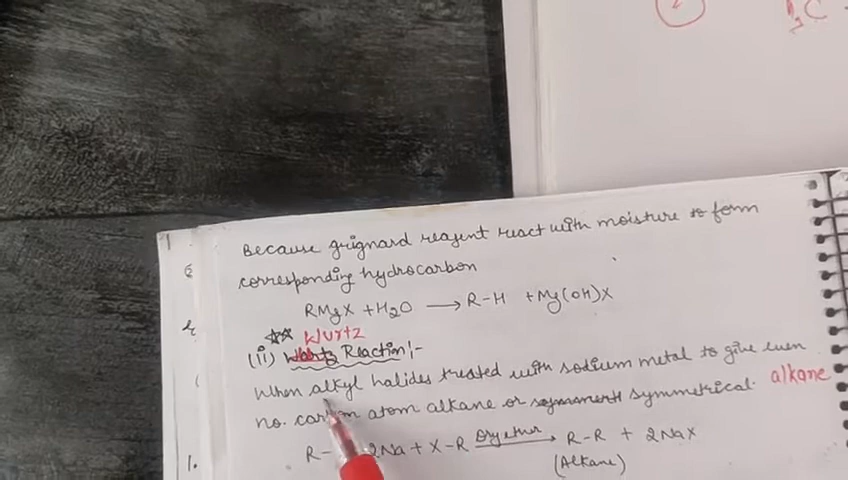 Because grignard reagent react with moisture to form
corresponding hydrocarbon
RMgX + H2O ⟶ R-H + Mg(OH)X
Wurtz
(ii) Reaction :-
When alkyl halides treated with sodium metal to give even
no. carbon atom alkane or symmetrical alkane
R- 2Na + X-R Dry ether ⟶ R-R + 2NaX
(Alkane)